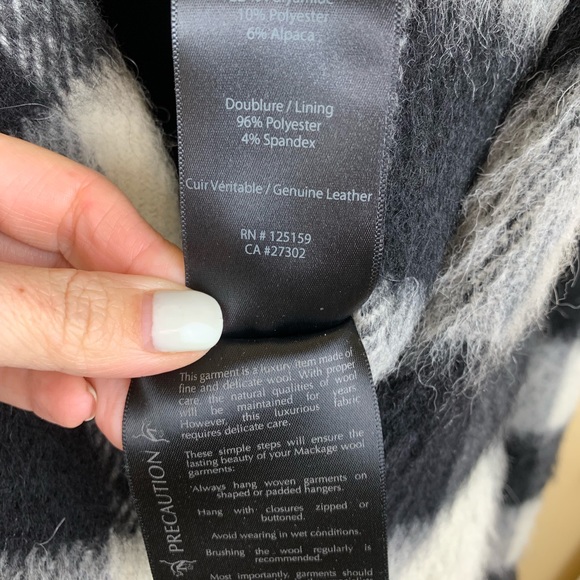 10% Polyester
6% Alpaca
Doublure / Lining
96% Polyester
4% Spandex
Cuir Véritable / Genuine Leather
RN # 125159
CA #27302
PRECAUTION
This garment is a luxury item made of
fine and delicate wool. With proper
care, the natural qualities of wool
will be maintained for years
However, this luxurious fabric
requires delicate care.
These simple steps will ensure the
lasting beauty of your Mackage wool
garments:
Always hang woven garments on
shaped or padded hangers.
Hang with closures zipped or
buttoned.
Avoid wearing in wet conditions.
Brushing the wool regularly is
recommended.
Most importantly, garments should